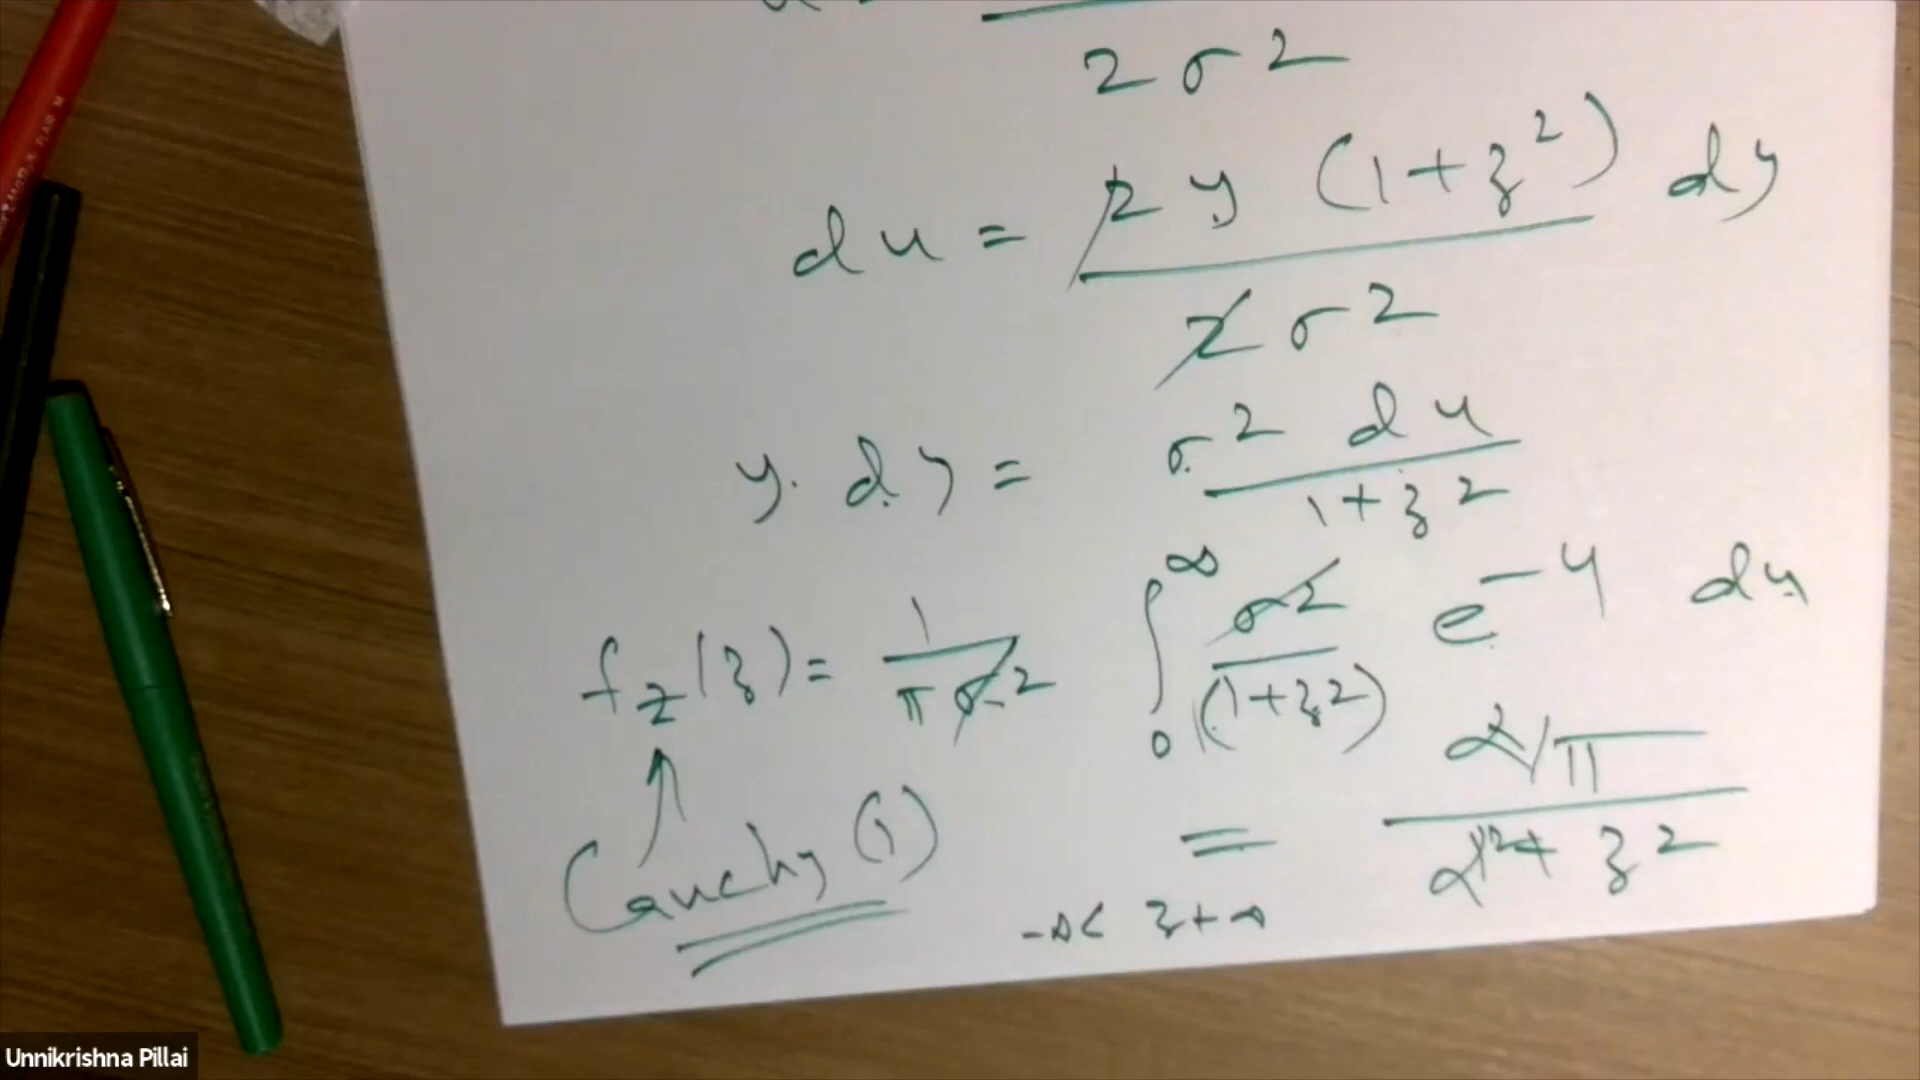 2σ²
du = 2y(1+z²) dy
2σ²
y. dy = σ² du
1+z²
f_z(z) = 1/πσ² ∫₀^∞ σ²/(1+z²) e^{-u} du
Cauchy(1) = α/π
α²+z²
-∞< z+∞
Unnikrishna Pillai